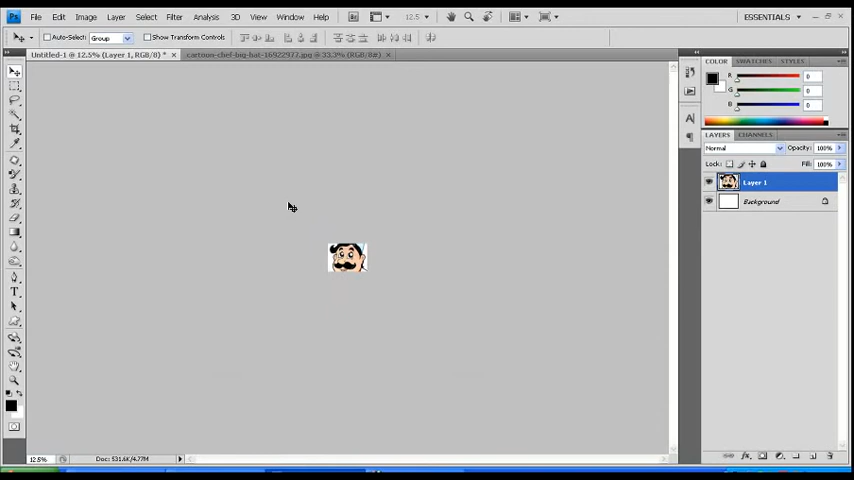 Ps File Edit Image Layer Select Filter Analysis 3D View Window Help 12.5 ESSENTIALS
Auto-Select: Group Show Transform Controls
Untitled-1 @ 12.5% (Layer 1, RGB/8) * × cartoon-chef-big-hat-16922977.jpg @ 33.3% (RGB/8#) ×
COLOR SWATCHES STYLES
R 0
G 0
B 0
LAYERS CHANNELS
Normal Opacity: 100%
Lock: Fill: 100%
Layer 1
Background
12.5% Doc: 531.6K/4.77M